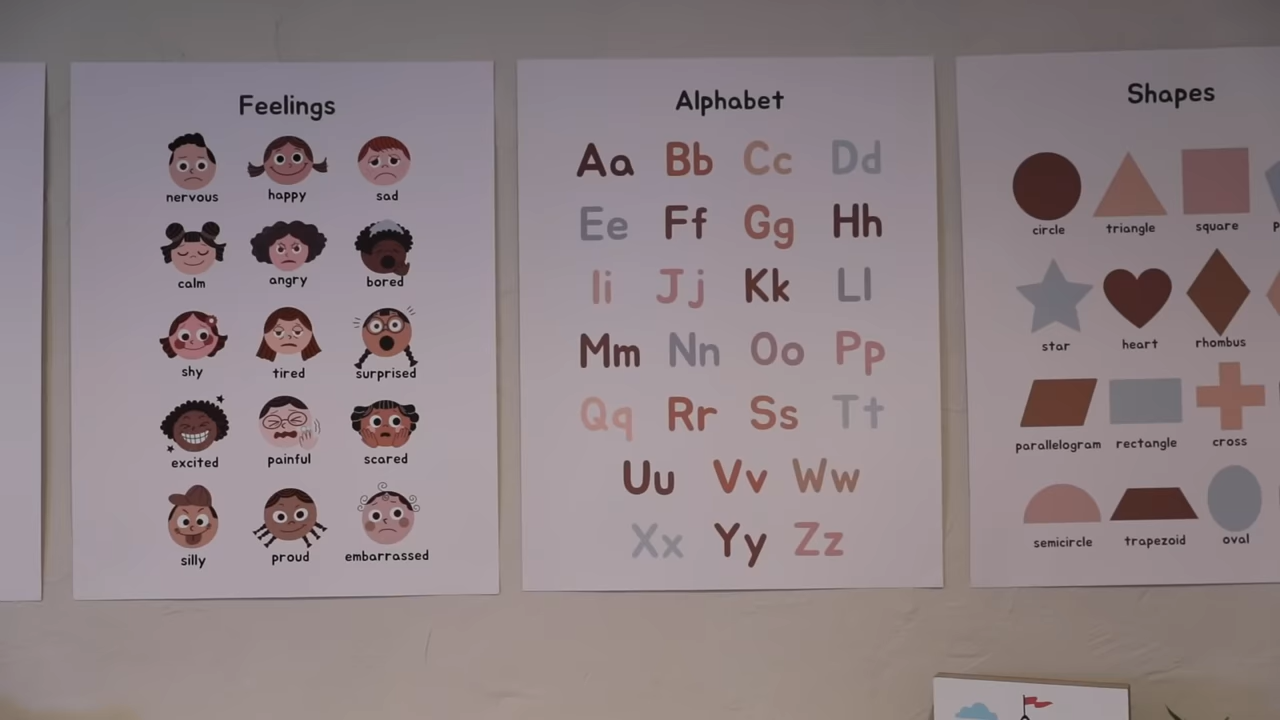 Feelings
nervous happy sad
calm angry bored
shy tired surprised
excited painful scared
silly proud embarrassed
Alphabet
Aa Bb Cc Dd
Ee Ff Gg Hh
Ii Jj Kk Ll
Mm Nn Oo Pp
Qq Rr Ss Tt
Uu Vv Ww
Xx Yy Zz
Shapes
circle triangle square
star heart rhombus
parallelogram rectangle cross
semicircle trapezoid oval